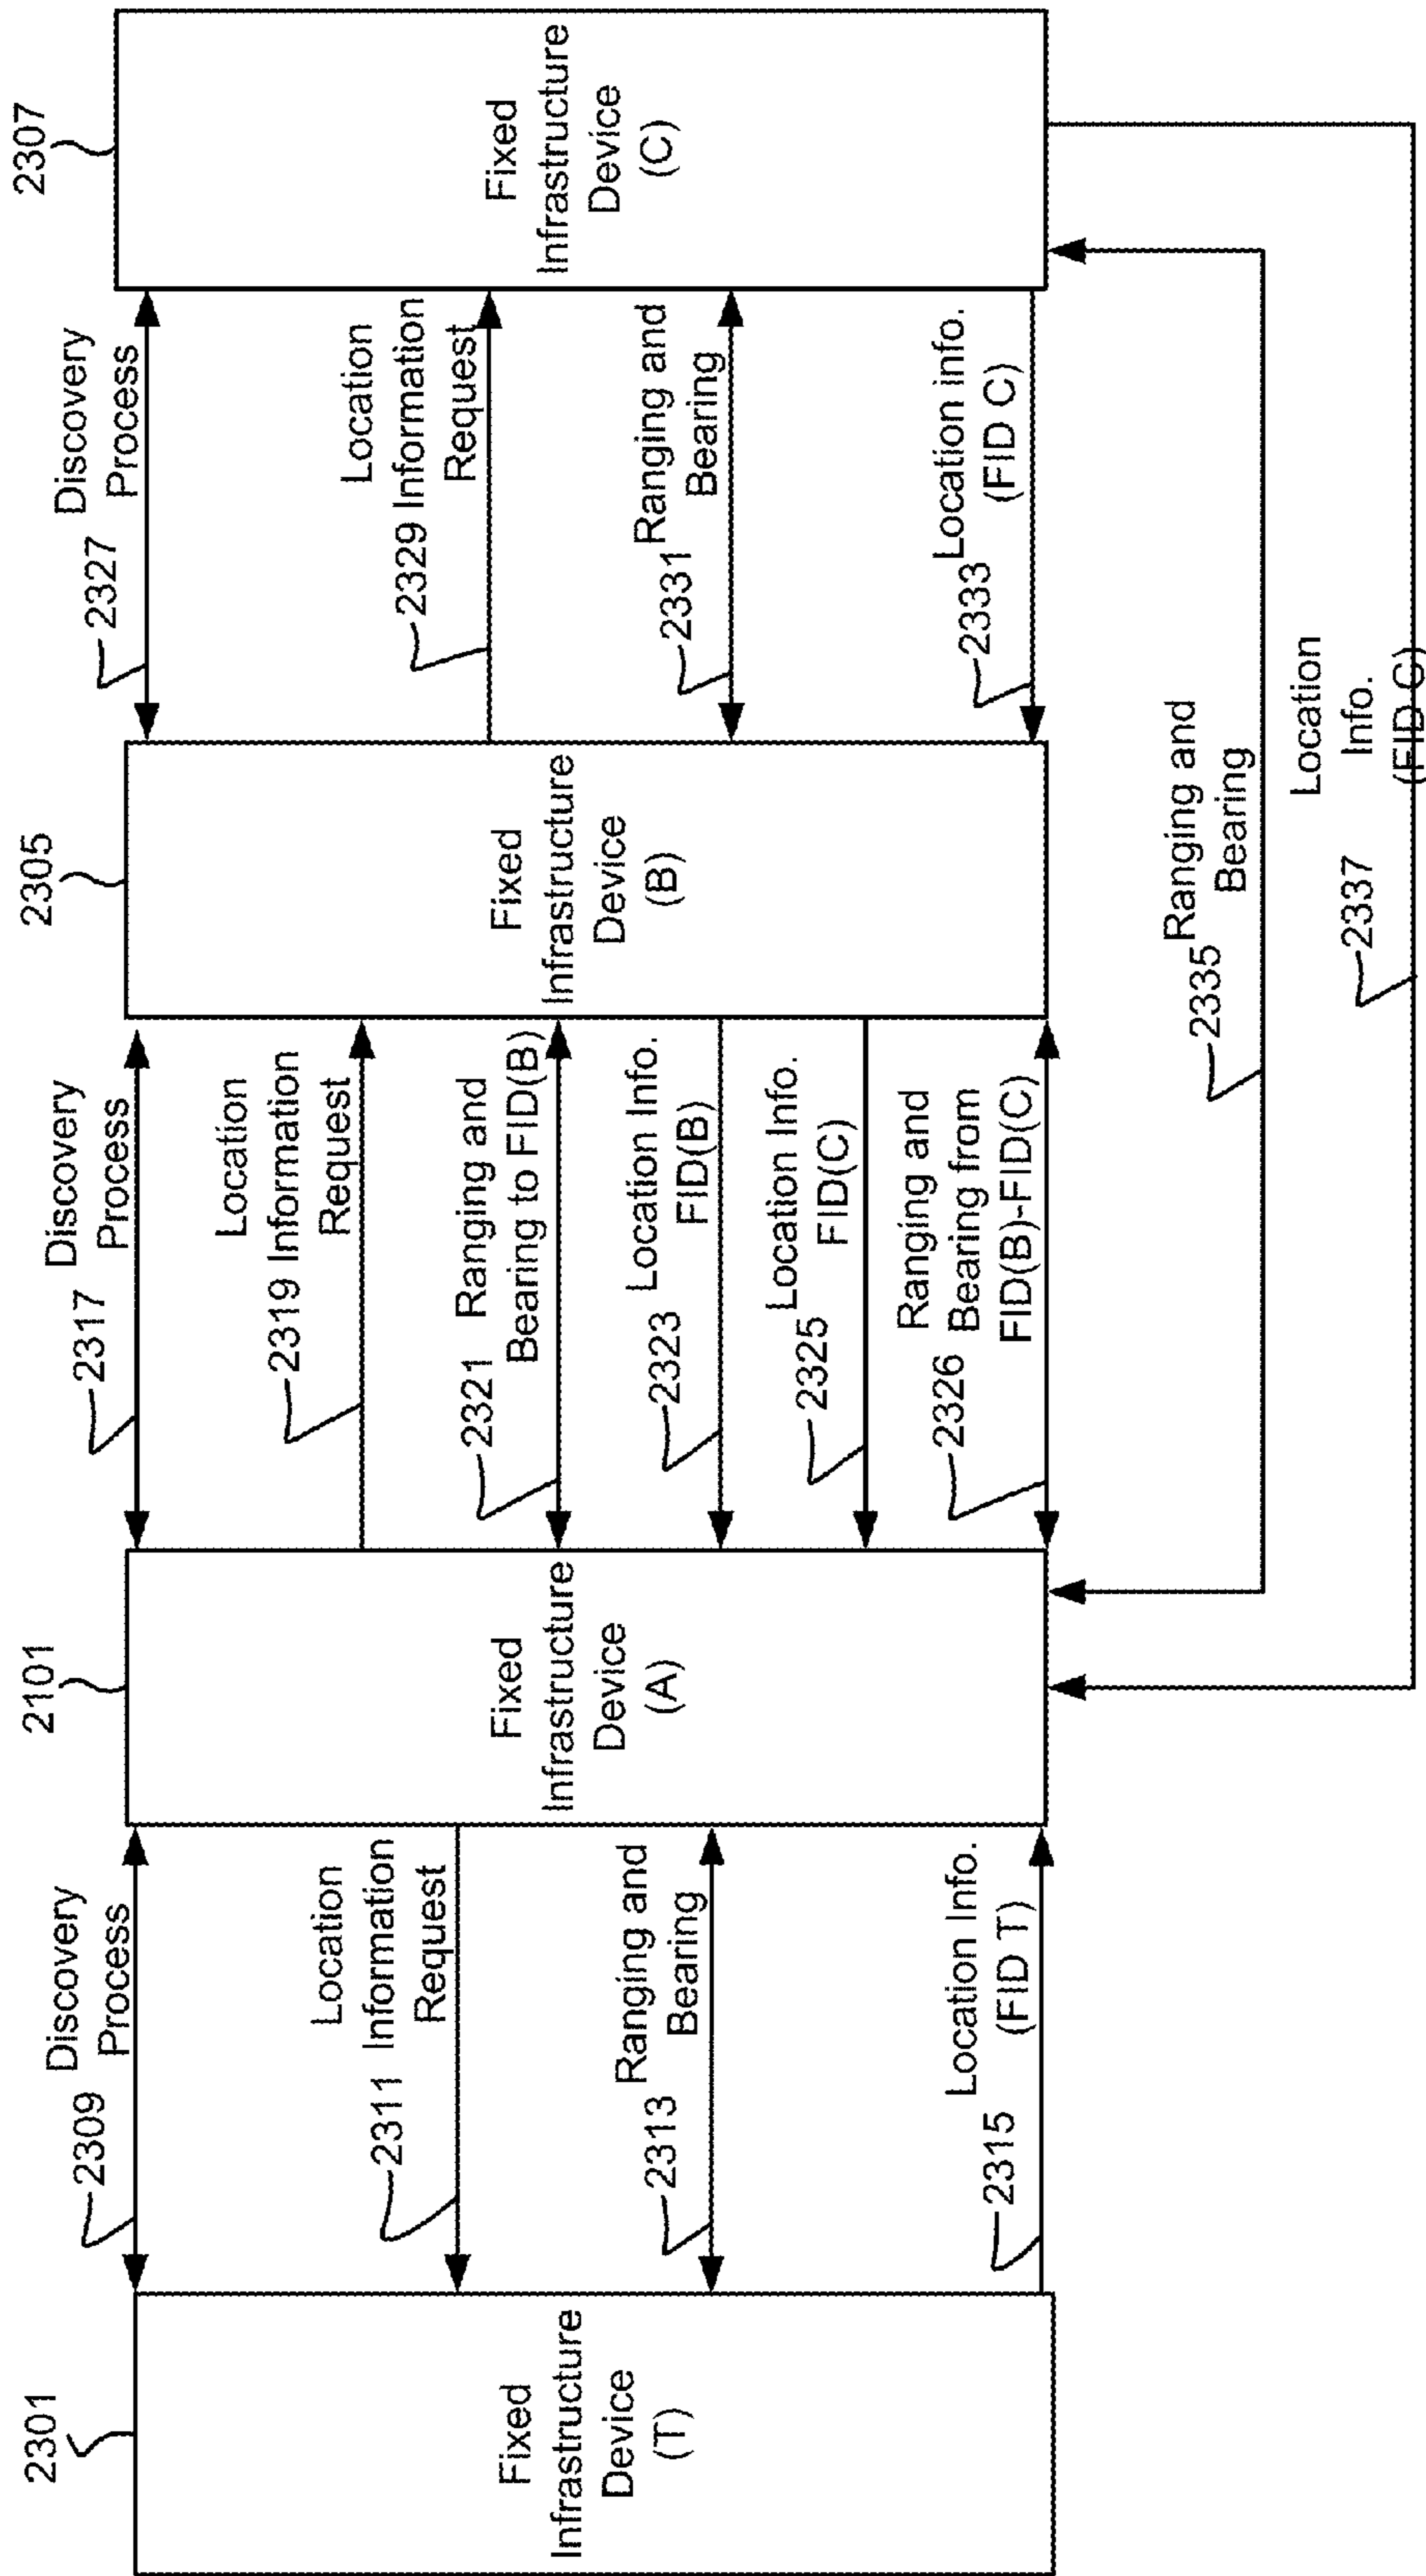 2301
Fixed
Infrastructure
Device
(T)
2309
Discovery
Process
Location
2311 Information
Request
2313
Ranging and
Bearing
Location Info.
(FID T)
2315
2101
Fixed
Infrastructure
Device
(A)
2317
Discovery
Process
Location
2319 Information
Request
2321
Ranging and
Bearing to FID(B)
2323
Location Info.
FID(B)
2325
Location Info.
FID(C)
2326
Ranging and
Bearing from
FID(B)-FID(C)
2305
Fixed
Infrastructure
Device
(B)
2327
Discovery
Process
Location
2329 Information
Request
2331
Ranging and
Bearing
2333
Location info.
(FID C)
2307
Fixed
Infrastructure
Device
(C)
2335
Ranging and
Bearing
2337
Location
Info.
(FID C)